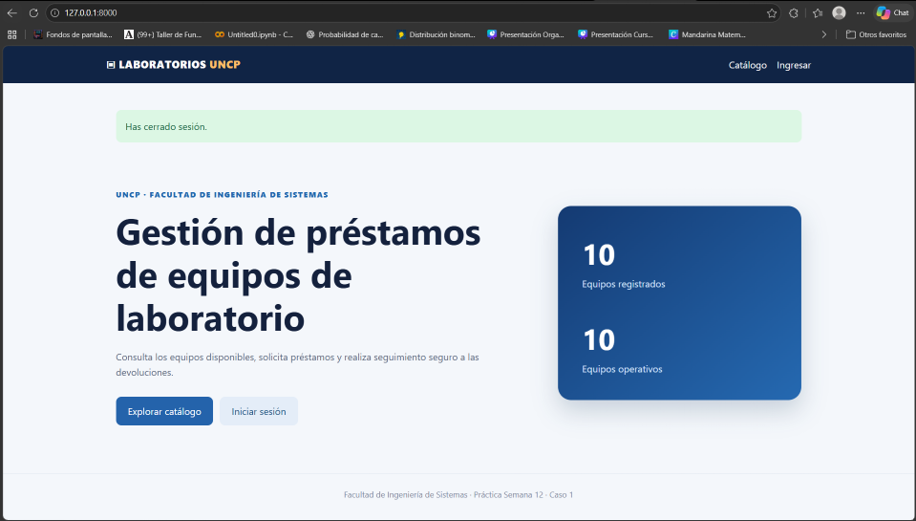 127.0.0.1:8000
Chat
Fondos de pantalla...
(99+) Taller de Fun...
Untitled0.ipynb - C...
Probabilidad de ca...
Distribución binom...
Presentación Orga...
Presentación Curs...
Mandarina Matem...
Otros favoritos
LABORATORIOS UNCP
Catálogo
Ingresar
Has cerrado sesión.
UNCP · FACULTAD DE INGENIERÍA DE SISTEMAS
Gestión de préstamos
de equipos de
laboratorio
Consulta los equipos disponibles, solicita préstamos y realiza seguimiento seguro a las
devoluciones.
Explorar catálogo
Iniciar sesión
10
Equipos registrados
10
Equipos operativos
Facultad de Ingeniería de Sistemas · Práctica Semana 12 · Caso 1